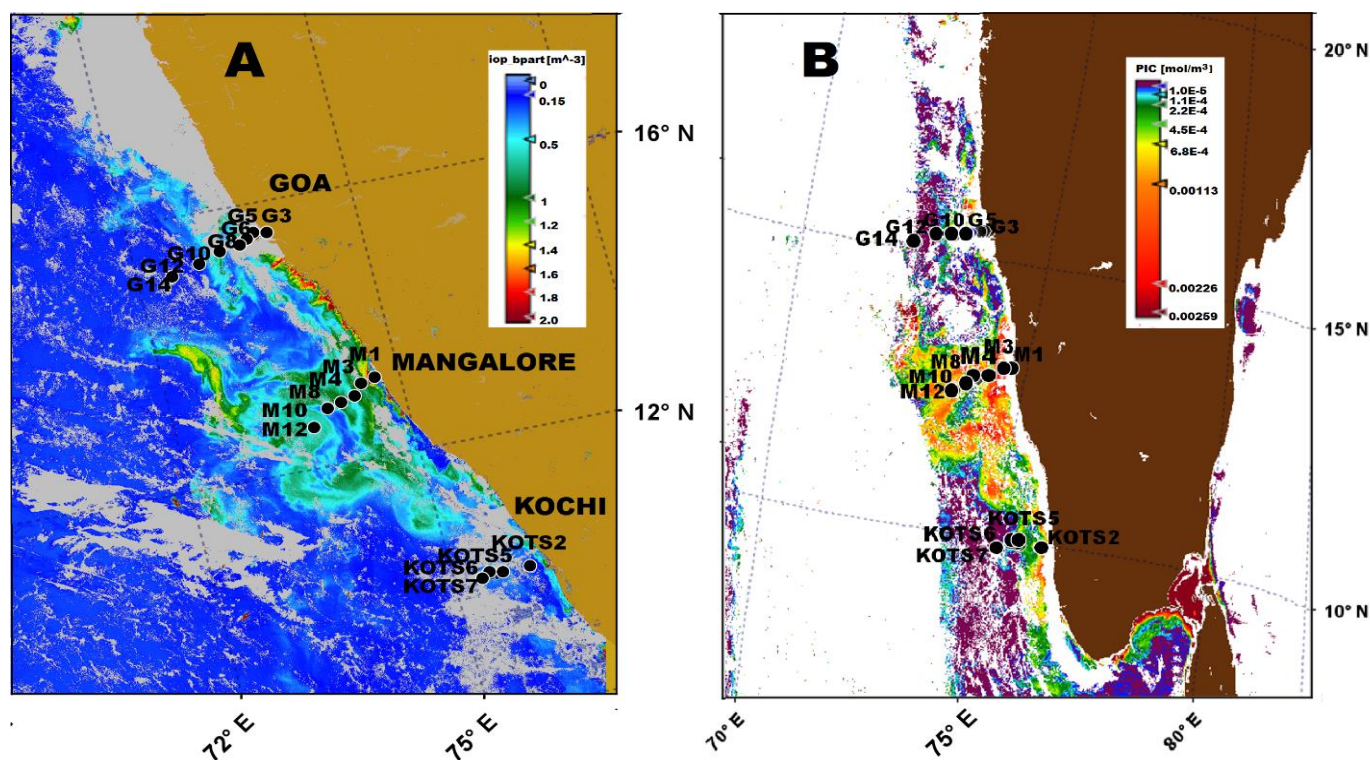 A
iop_bpart [m^-3]
0
0.15
0.5
1
1.2
1.4
1.6
1.8
2.0
16° N
GOA
G5 G3
G6
G8
G10
G12
G14
MANGALORE
M1
M3
M4
M8
M10
M12
12° N
KOCHI
KOTS2
KOTS5
KOTS6
KOTS7
72° E
75° E
B
PIC [mol/m³]
1.0E-5
1.1E-4
2.2E-4
4.5E-4
6.8E-4
0.00113
0.00226
0.00259
20° N
G12 G10 G5
G14 G3
15° N
M3
M8 M4 M1
M10
M12
KOTS5
KOTS6 KOTS2
KOTS7
10° N
70° E
75° E
80° E